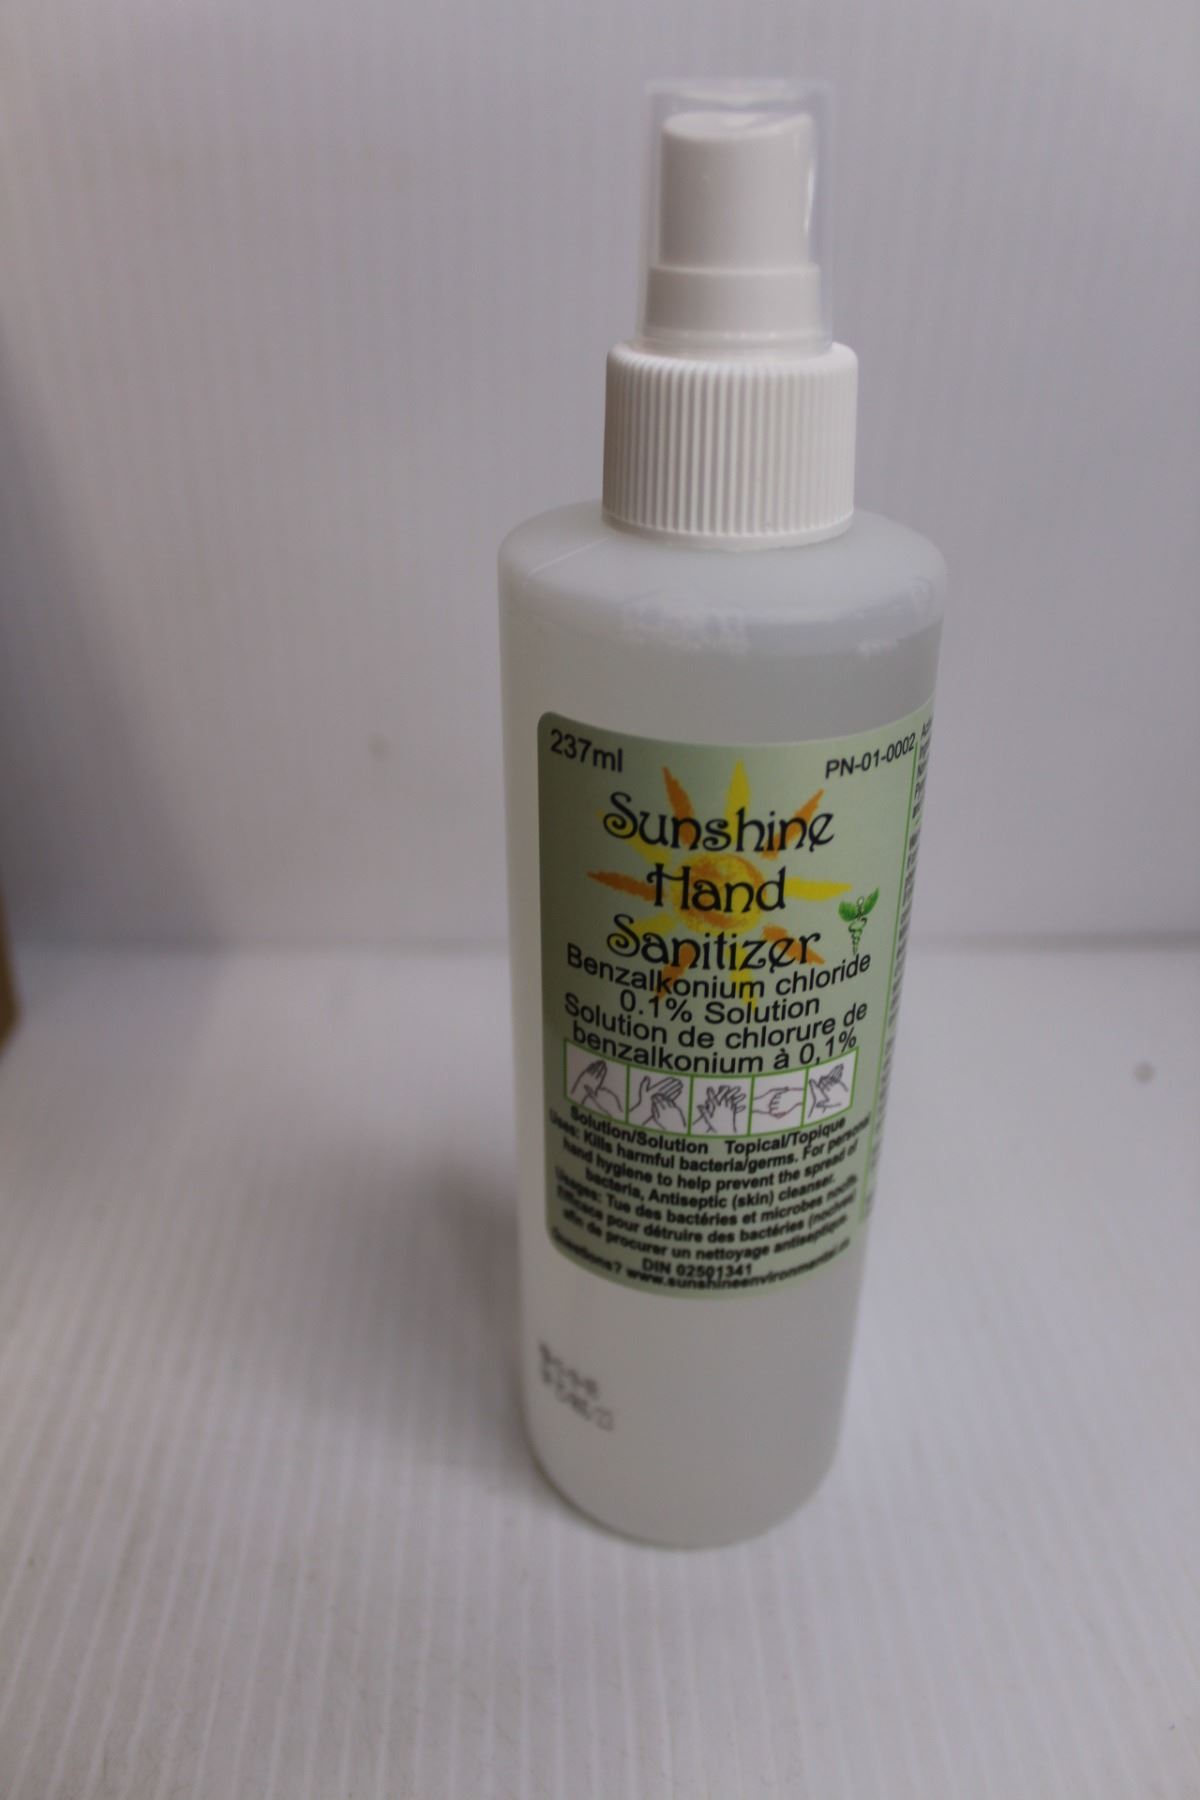 237ml
PN-01-0002
Sunshine
Hand
Sanitizer
Benzalkonium chloride
0.1% Solution
Solution de chlorure de
benzalkonium à 0,1%
Solution/Solution Topical/Topique
Uses: Kills harmful bacteria/germs. For personal
hand hygiene to help prevent the spread of
bacteria, Antiseptic (skin) cleanser.
Usages: Tue des bactéries et microbes nocifs.
Efficace pour détruire des bactéries (nocives)
afin de procurer un nettoyage antiseptique.
DIN 02501341
Questions?